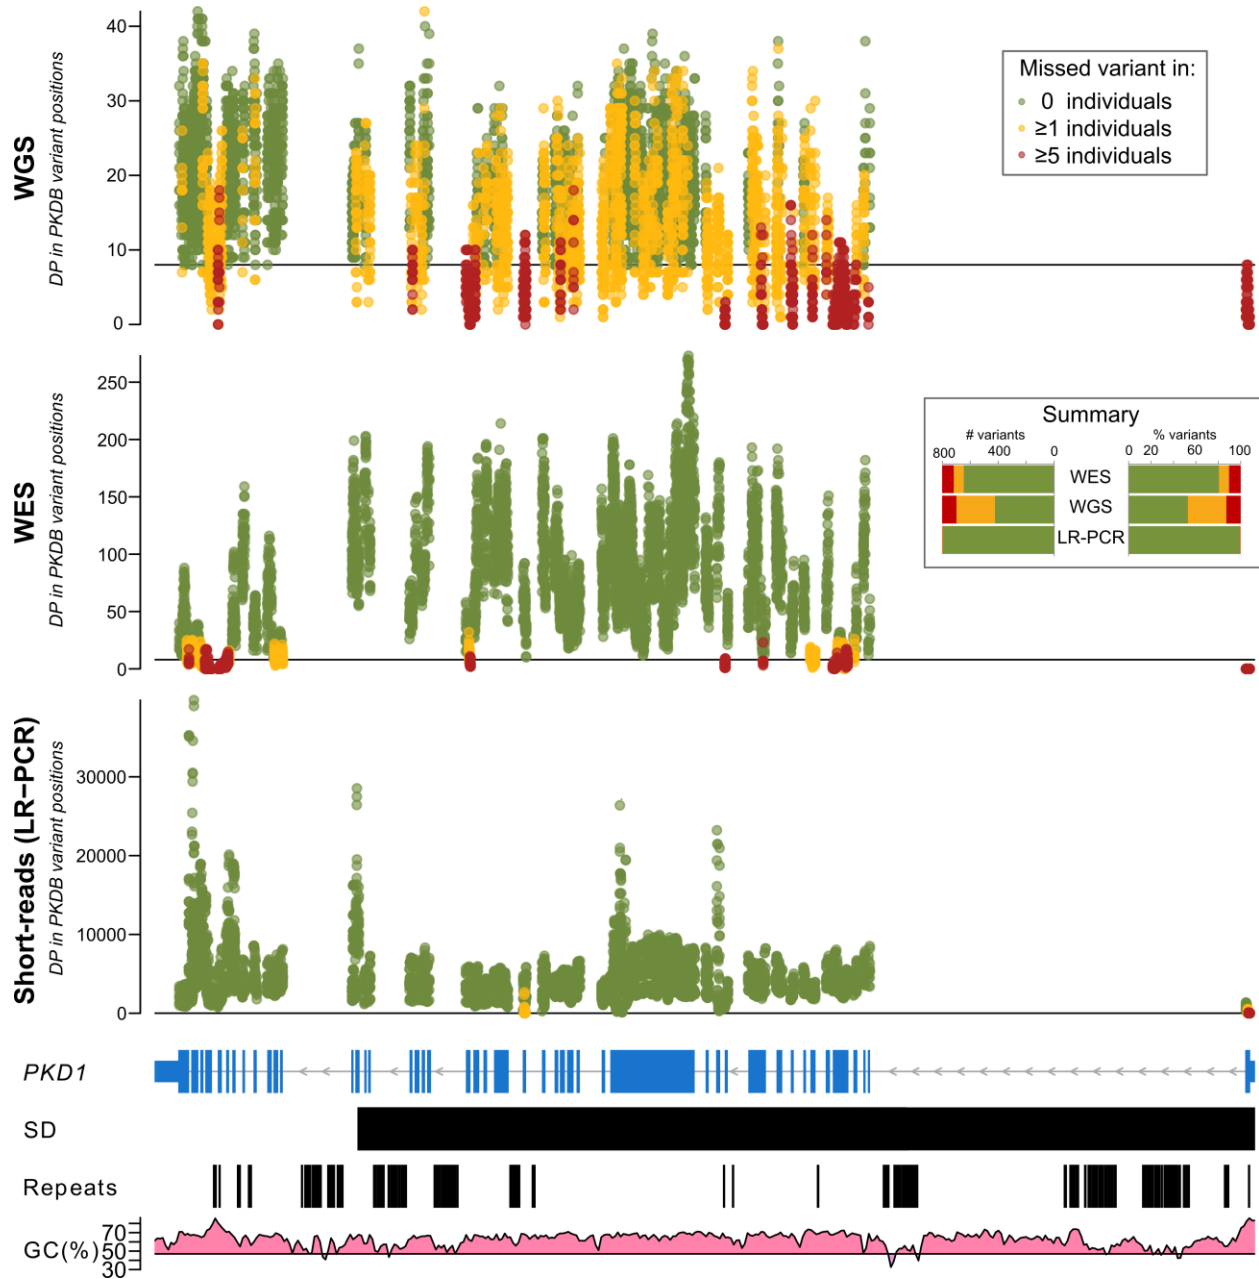 WGS
DP in PKDB variant positions
40
30
20
10
0
Missed variant in:
0 individuals
≥1 individuals
≥5 individuals
WES
DP in PKDB variant positions
250
200
150
100
50
0
Summary
# variants
% variants
800 400 0
0 20 60 100
WES
WGS
LR-PCR
Short-reads (LR−PCR)
DP in PKDB variant positions
30000
20000
10000
0
PKD1
SD
Repeats
GC(%)
70
50
30